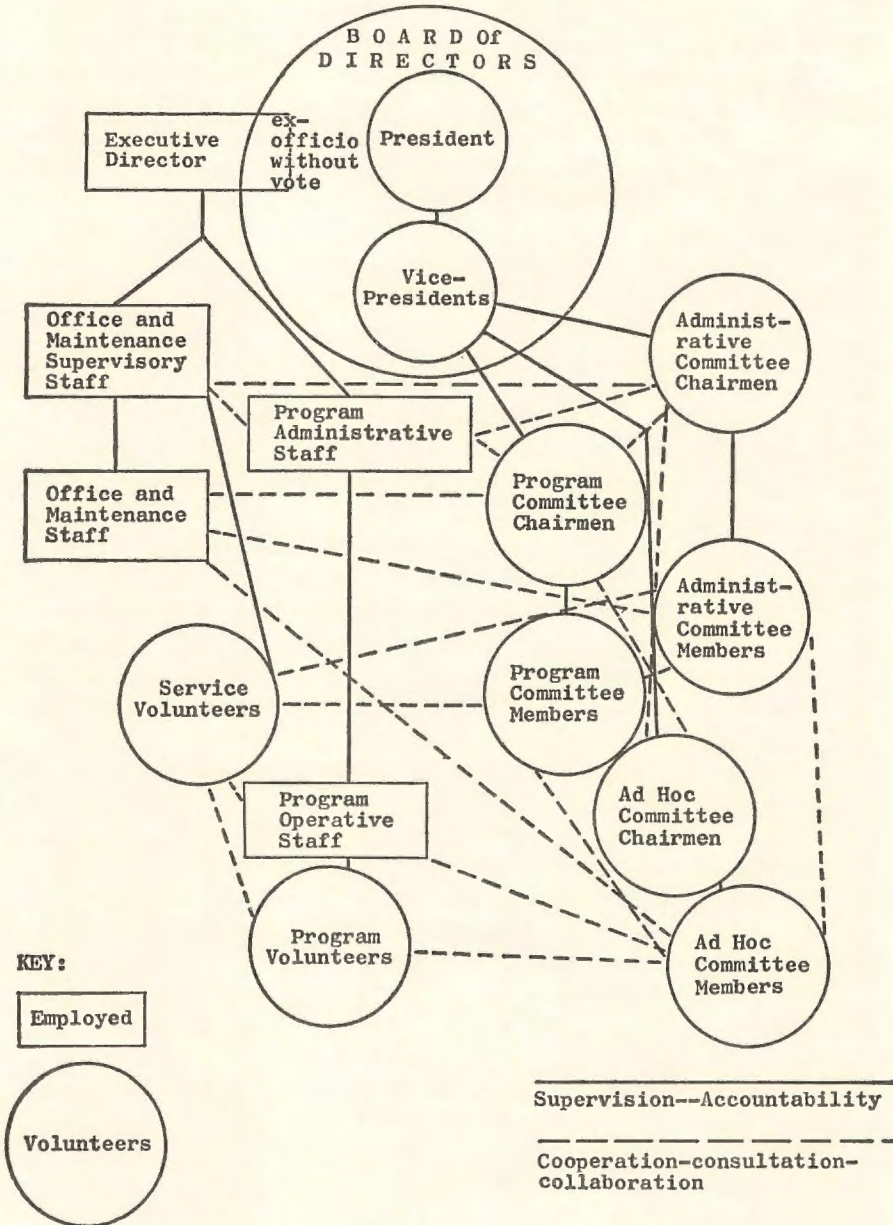 B O A R D Of
D I R E C T O R S
President
Executive
Director
ex-
officio
without
vote
Vice-
Presidents
Office and
Maintenance
Supervisory
Staff
Administ-
rative
Committee
Chairmen
Program
Administrative
Staff
Office and
Maintenance
Staff
Program
Committee
Chairmen
Administ-
rative
Committee
Members
Service
Volunteers
Program
Committee
Members
Program
Operative
Staff
Ad Hoc
Committee
Chairmen
Program
Volunteers
Ad Hoc
Committee
Members
KEY:
Employed
Volunteers
Supervision--Accountability
Cooperation-consultation-
collaboration